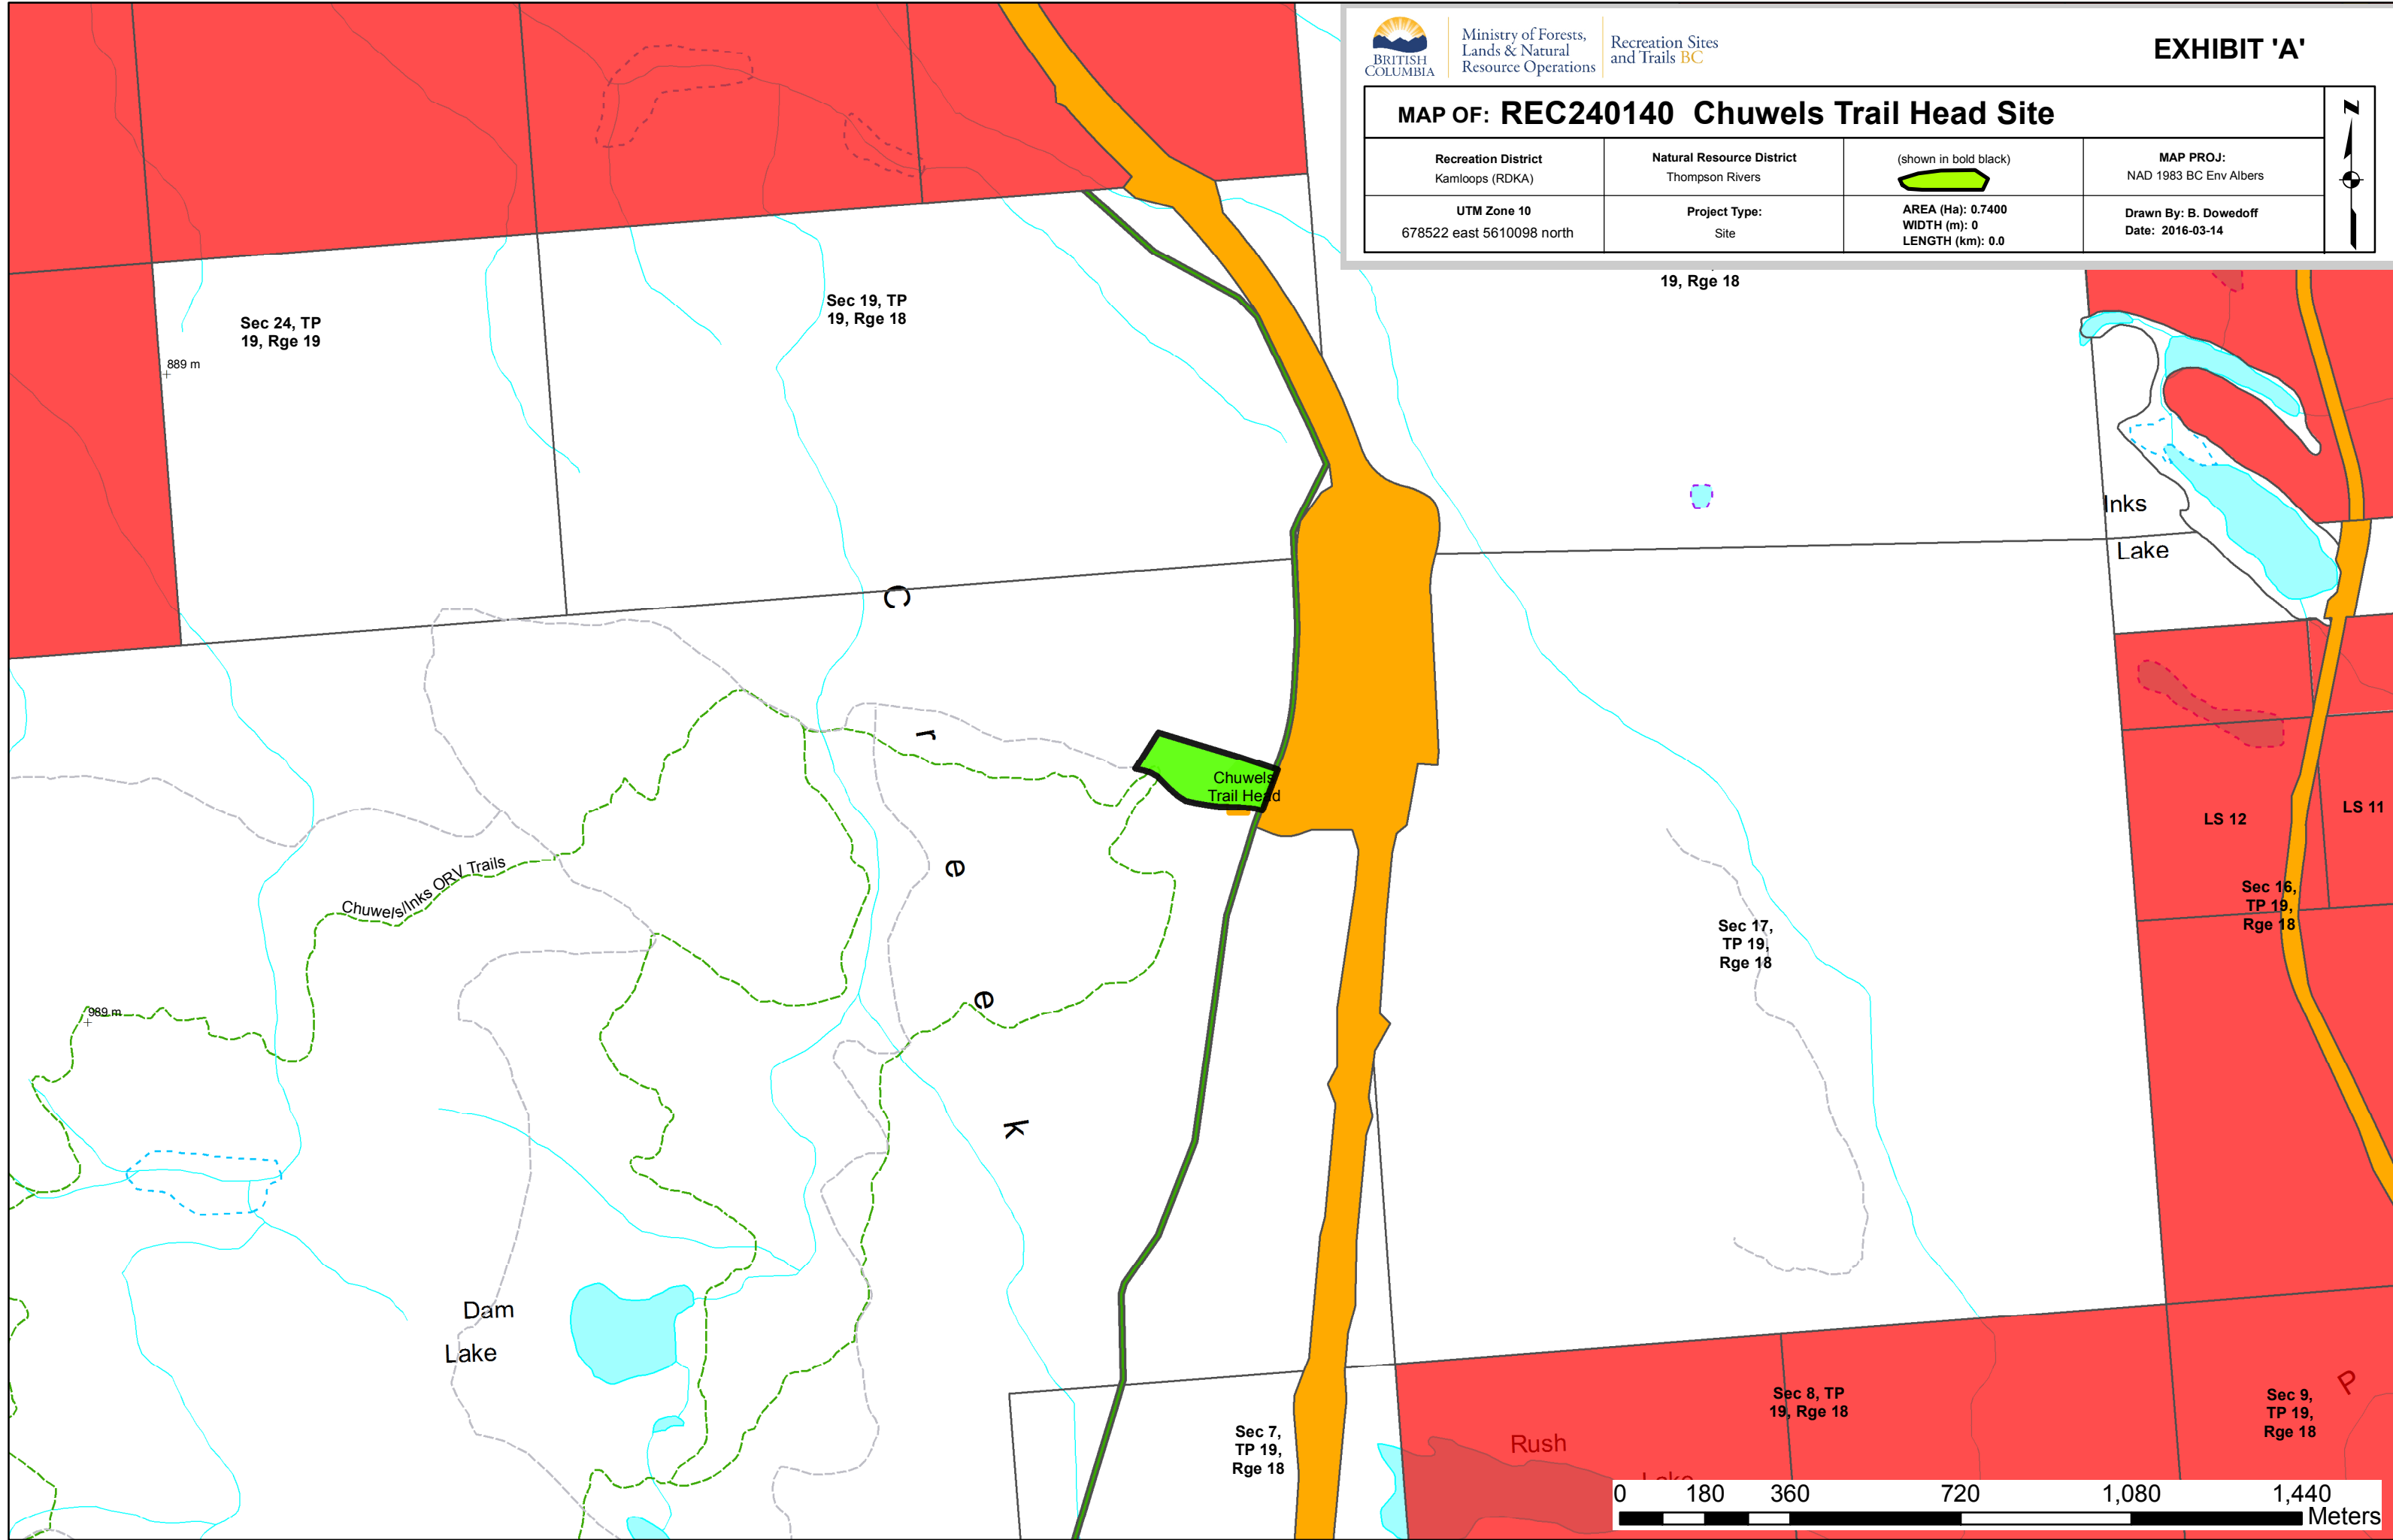 BRITISH
COLUMBIA
Ministry of Forests,
Lands & Natural
Resource Operations
Recreation Sites
and Trails BC
EXHIBIT 'A'
MAP OF: REC240140 Chuwels Trail Head Site
N
Recreation District
Kamloops (RDKA)
Natural Resource District
Thompson Rivers
(shown in bold black)
MAP PROJ:
NAD 1983 BC Env Albers
UTM Zone 10
678522 east 5610098 north
Project Type:
Site
AREA (Ha): 0.7400
WIDTH (m): 0
LENGTH (km): 0.0
Drawn By: B. Dowedoff
Date: 2016-03-14
19, Rge 18
Sec 24, TP
19, Rge 19
889 m
Sec 19, TP
19, Rge 18
Inks
Lake
C
r
e
e
k
Chuwels
Trail Head
Chuwels/Inks ORV Trails
989 m
Sec 17,
TP 19,
Rge 18
LS 12
LS 11
Sec 16,
TP 19,
Rge 18
Dam
Lake
Sec 7,
TP 19,
Rge 18
Sec 8, TP
19, Rge 18
Sec 9,
TP 19,
Rge 18
P
Rush
Lake
0 180 360 720 1,080 1,440
Meters